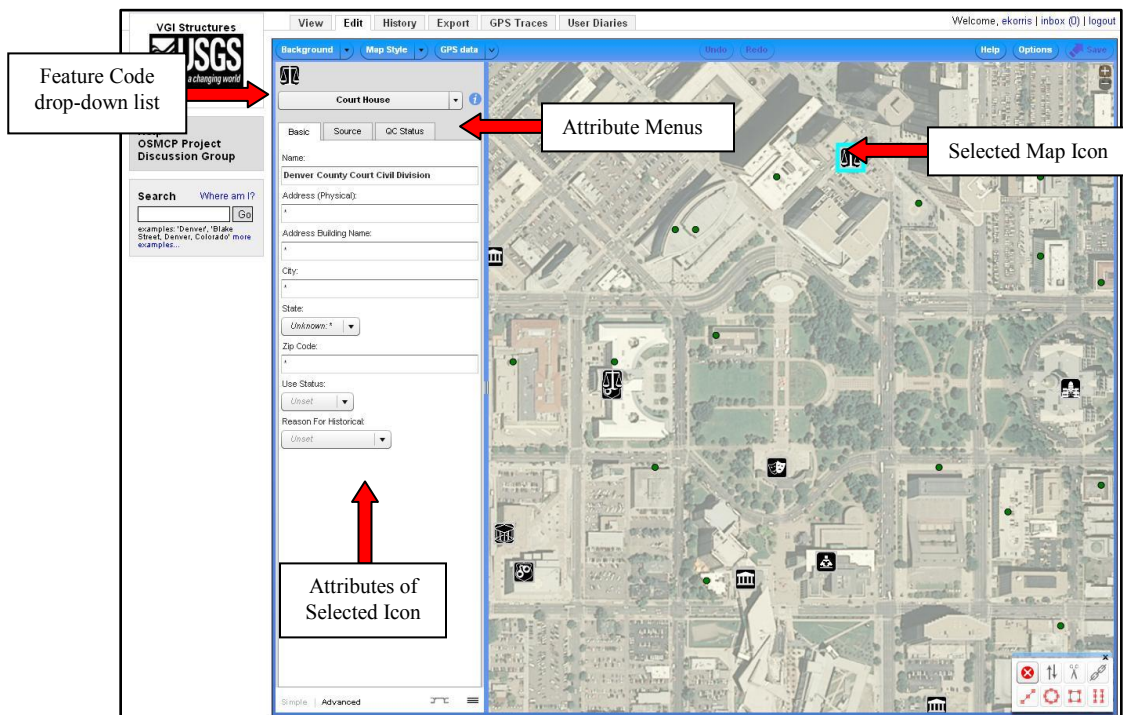 VGI Structures
USGS
a changing world
View Edit History Export GPS Traces User Diaries
Welcome, ekorris | inbox (0) | logout
Background Map Style GPS data
Undo Redo
Help Options Save
Feature Code
drop-down list
Court House
Attribute Menus
Selected Map Icon
Basic Source QC Status
OSMCP Project
Discussion Group
Search Where am I?
Go
examples: 'Denver', 'Blake
Street, Denver, Colorado' more
examples...
Name:
Denver County Court Civil Division
Address (Physical):
*
Address Building Name:
*
City:
*
State:
Unknown: *
Zip Code:
*
Use Status:
Unset
Reason For Historical:
Unset
Attributes of
Selected Icon
Simple | Advanced